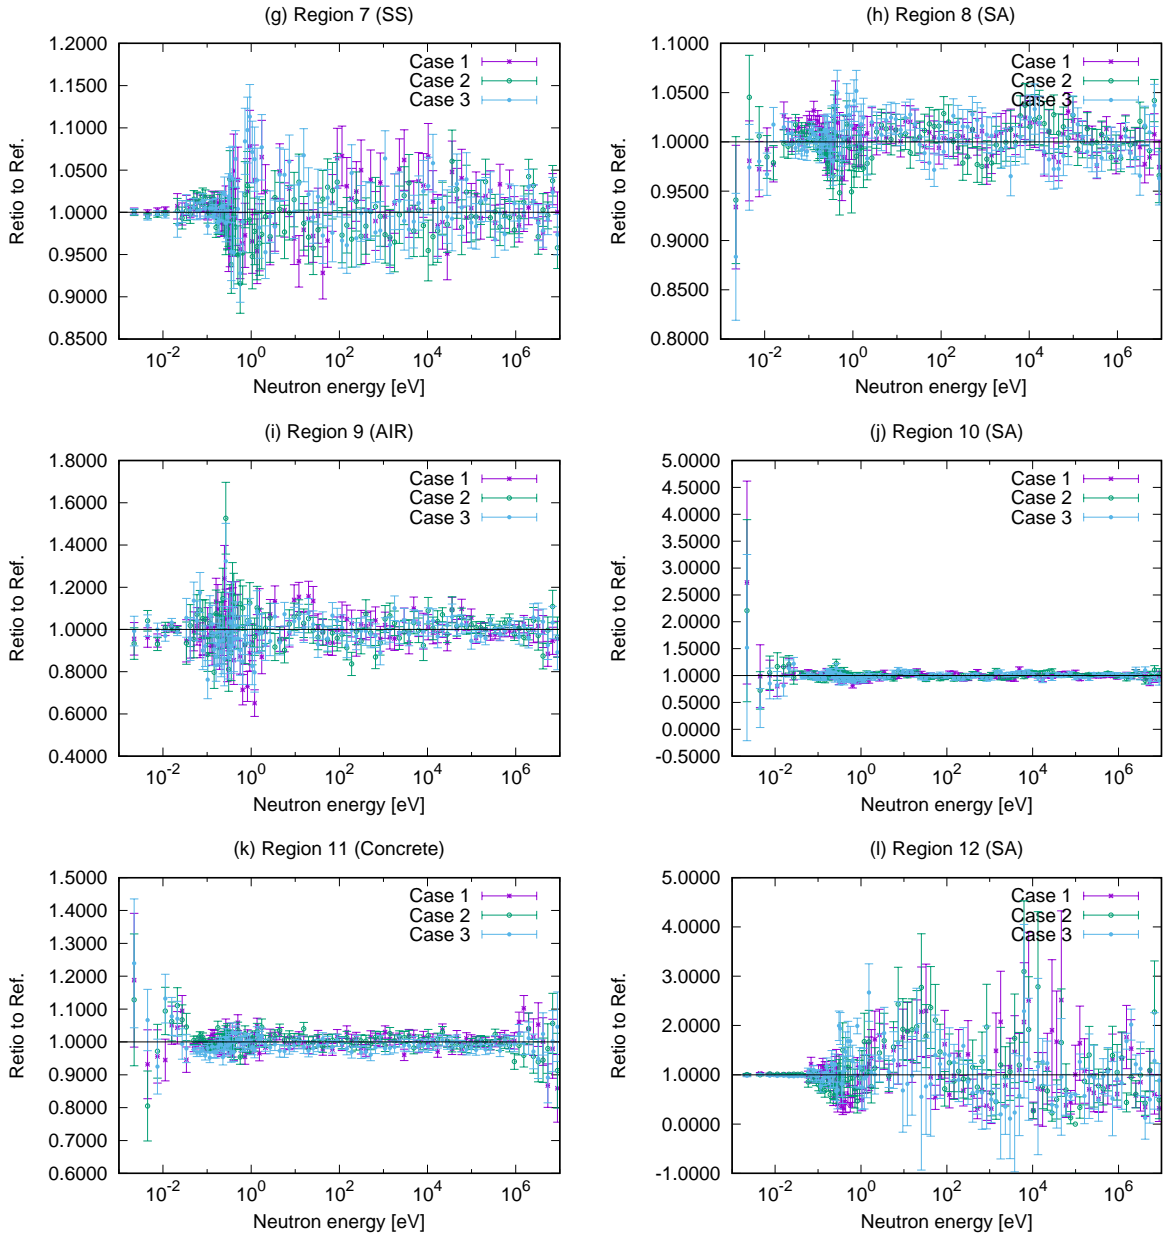 (g) Region 7 (SS)
Retio to Ref.
1.2000
1.1500
1.1000
1.0500
1.0000
0.9500
0.9000
0.8500
Case 1
Case 2
Case 3
10^-2 10^0 10^2 10^4 10^6
Neutron energy [eV]
(h) Region 8 (SA)
Retio to Ref.
1.1000
1.0500
1.0000
0.9500
0.9000
0.8500
0.8000
Case 1
Case 2
Case 3
10^-2 10^0 10^2 10^4 10^6
Neutron energy [eV]
(i) Region 9 (AIR)
Retio to Ref.
1.8000
1.6000
1.4000
1.2000
1.0000
0.8000
0.6000
0.4000
Case 1
Case 2
Case 3
10^-2 10^0 10^2 10^4 10^6
Neutron energy [eV]
(j) Region 10 (SA)
Retio to Ref.
5.0000
4.5000
4.0000
3.5000
3.0000
2.5000
2.0000
1.5000
1.0000
0.5000
0.0000
-0.5000
Case 1
Case 2
Case 3
10^-2 10^0 10^2 10^4 10^6
Neutron energy [eV]
(k) Region 11 (Concrete)
Retio to Ref.
1.5000
1.4000
1.3000
1.2000
1.1000
1.0000
0.9000
0.8000
0.7000
0.6000
Case 1
Case 2
Case 3
10^-2 10^0 10^2 10^4 10^6
Neutron energy [eV]
(l) Region 12 (SA)
Retio to Ref.
5.0000
4.0000
3.0000
2.0000
1.0000
0.0000
-1.0000
Case 1
Case 2
Case 3
10^-2 10^0 10^2 10^4 10^6
Neutron energy [eV]